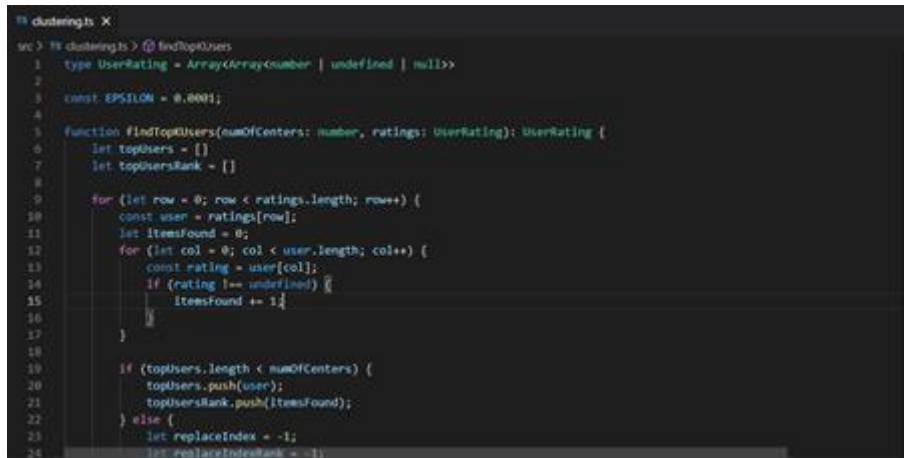 TS clustering.ts X
src > TS clustering.ts > findTopKUsers
1 type UserRating = Array<Array<number | undefined | null>>
2
3 const EPSILON = 0.0001;
4
5 function findTopKUsers(numOfCenters: number, ratings: UserRating): UserRating {
6 let topUsers = []
7 let topUsersRank = []
8
9 for (let row = 0; row < ratings.length; row++) {
10 const user = ratings[row];
11 let itemsFound = 0;
12 for (let col = 0; col < user.length; col++) {
13 const rating = user[col];
14 if (rating !== undefined) {
15 itemsFound += 1;
16 }
17 }
18
19 if (topUsers.length < numOfCenters) {
20 topUsers.push(user);
21 topUsersRank.push(itemsFound);
22 } else {
23 let replaceIndex = -1;
24 let replaceIndexRank = -1;